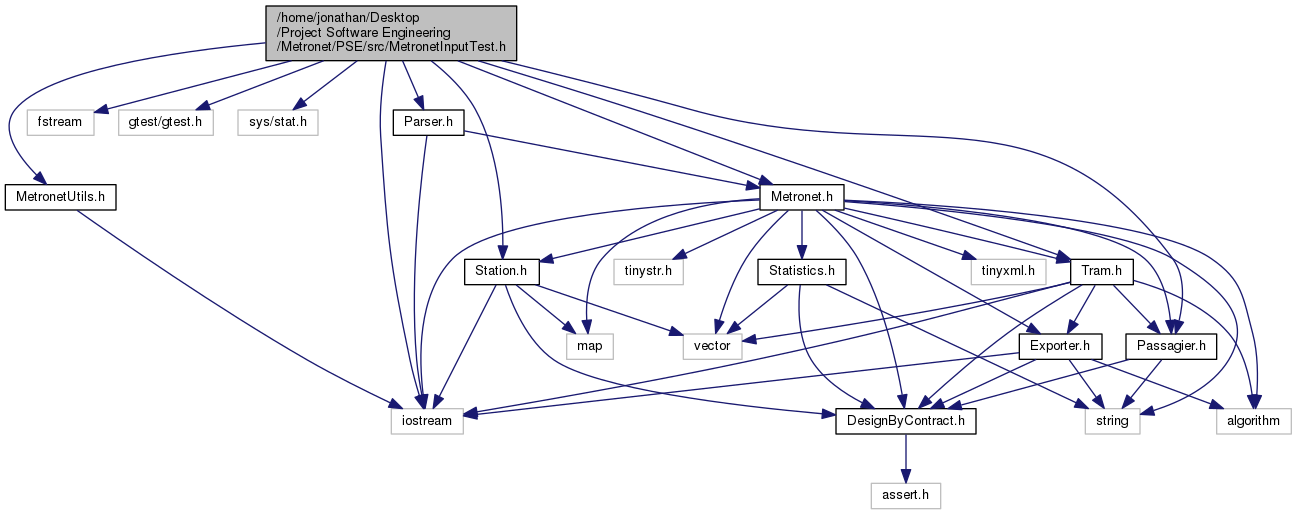 /home/jonathan/Desktop
/Project Software Engineering
/Metronet/PSE/src/MetronetInputTest.h
fstream
gtest/gtest.h
sys/stat.h
Parser.h
MetronetUtils.h
Metronet.h
Station.h
tinystr.h
Statistics.h
tinyxml.h
Tram.h
map
vector
Exporter.h
Passagier.h
iostream
DesignByContract.h
string
algorithm
assert.h